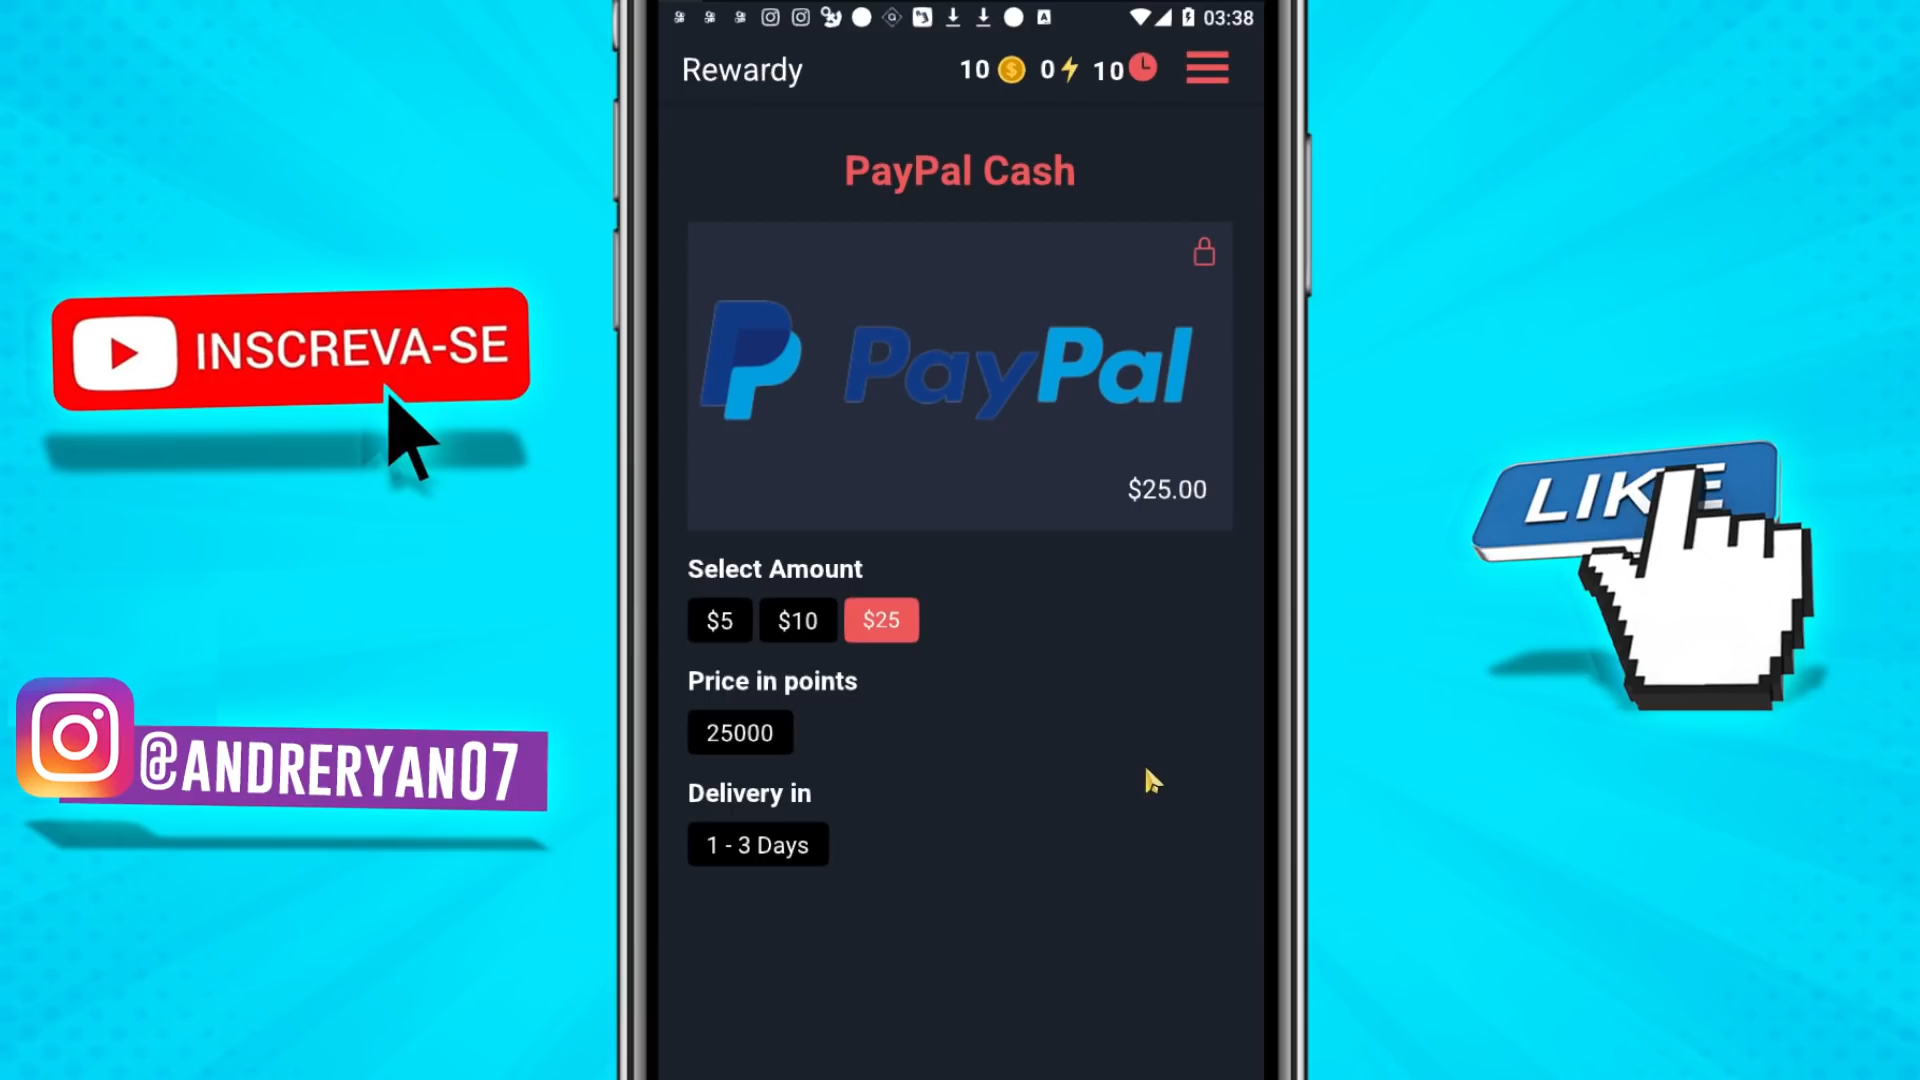 03:38
Rewardy
10
0
10
PayPal Cash
PayPal
$25.00
Select Amount
$5 $10 $25
Price in points
25000
Delivery in
1 - 3 Days
INSCREVA-SE
@ANDRERYAN07
LIKE